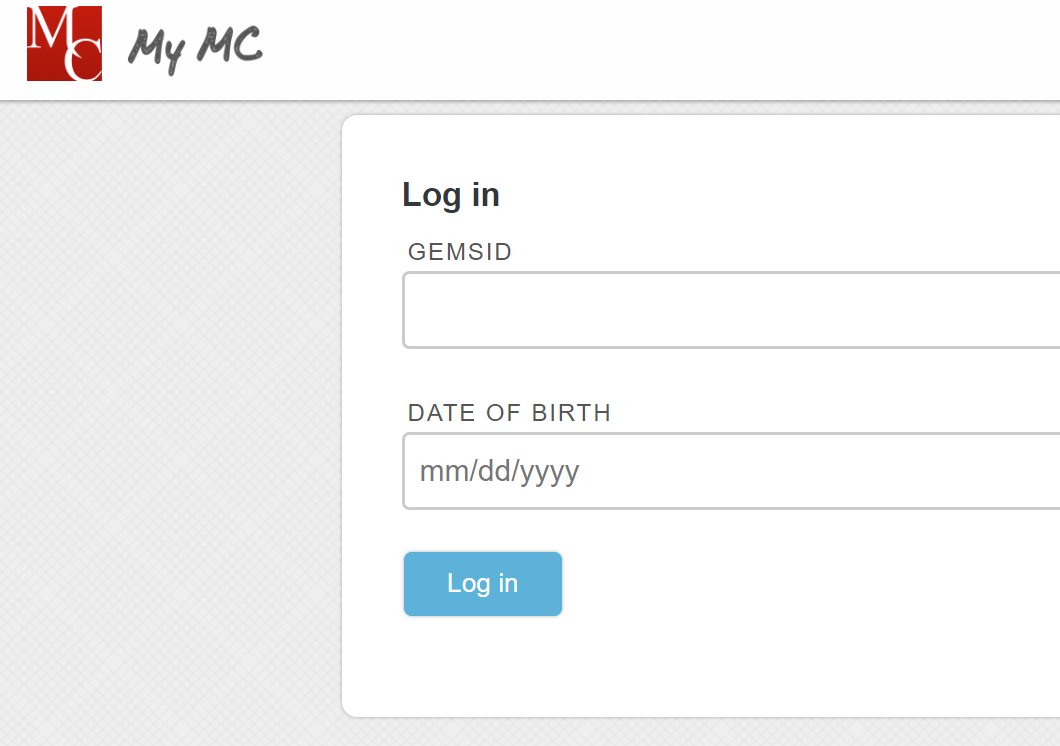 MC
My MC
Log in
GEMSID
DATE OF BIRTH
mm/dd/yyyy
Log in